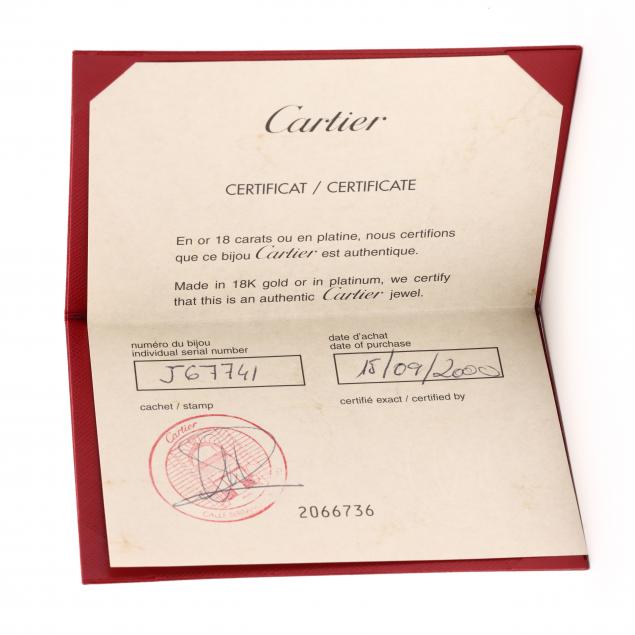 Cartier
CERTIFICAT / CERTIFICATE
En or 18 carats ou en platine, nous certifions
que ce bijou Cartier est authentique.
Made in 18K gold or in platinum, we certify
that this is an authentic Cartier jewel.
numéro du bijou
individual serial number
J67741
date d'achat
date of purchase
15/09/2000
cachet / stamp
certifié exact / certified by
Cartier
CALLE
2066736